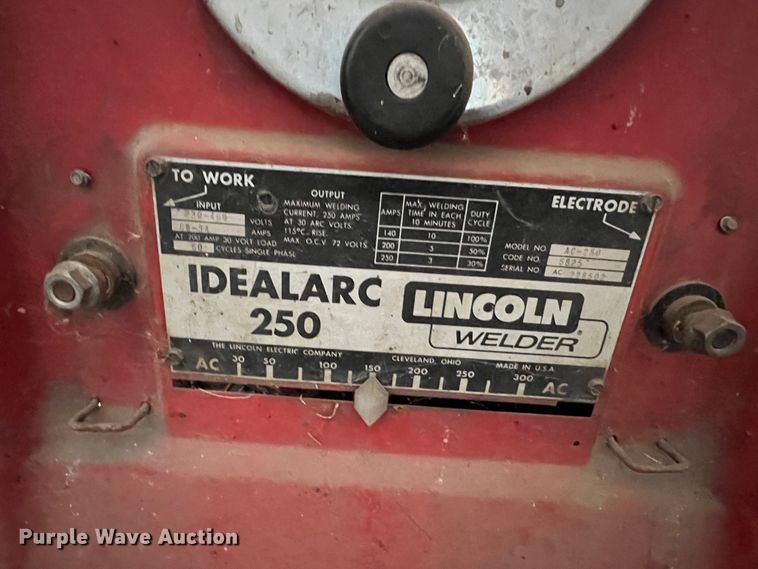 TO WORK
INPUT
230-460 VOLTS
AMPS
AT 200 AMP 30 VOLT LOAD
60 CYCLES SINGLE PHASE
OUTPUT
MAXIMUM WELDING
CURRENT, 250 AMPS
AT 30 ARC VOLTS
115°C-RISE.
MAX. O.C.V. 72 VOLTS.
AMPS MAX. WELDING TIME IN EACH 10 MINUTES DUTY CYCLE
140 10 100%
200 5 50%
250 3 30%
ELECTRODE
MODEL NO AC-250
CODE NO
SERIAL NO. AC
IDEALARC
250
LINCOLN
WELDER
THE LINCOLN ELECTRIC COMPANY CLEVELAND, OHIO MADE IN U.S.A
AC 30 50 100 150 200 250 300 AC
Purple Wave Auction